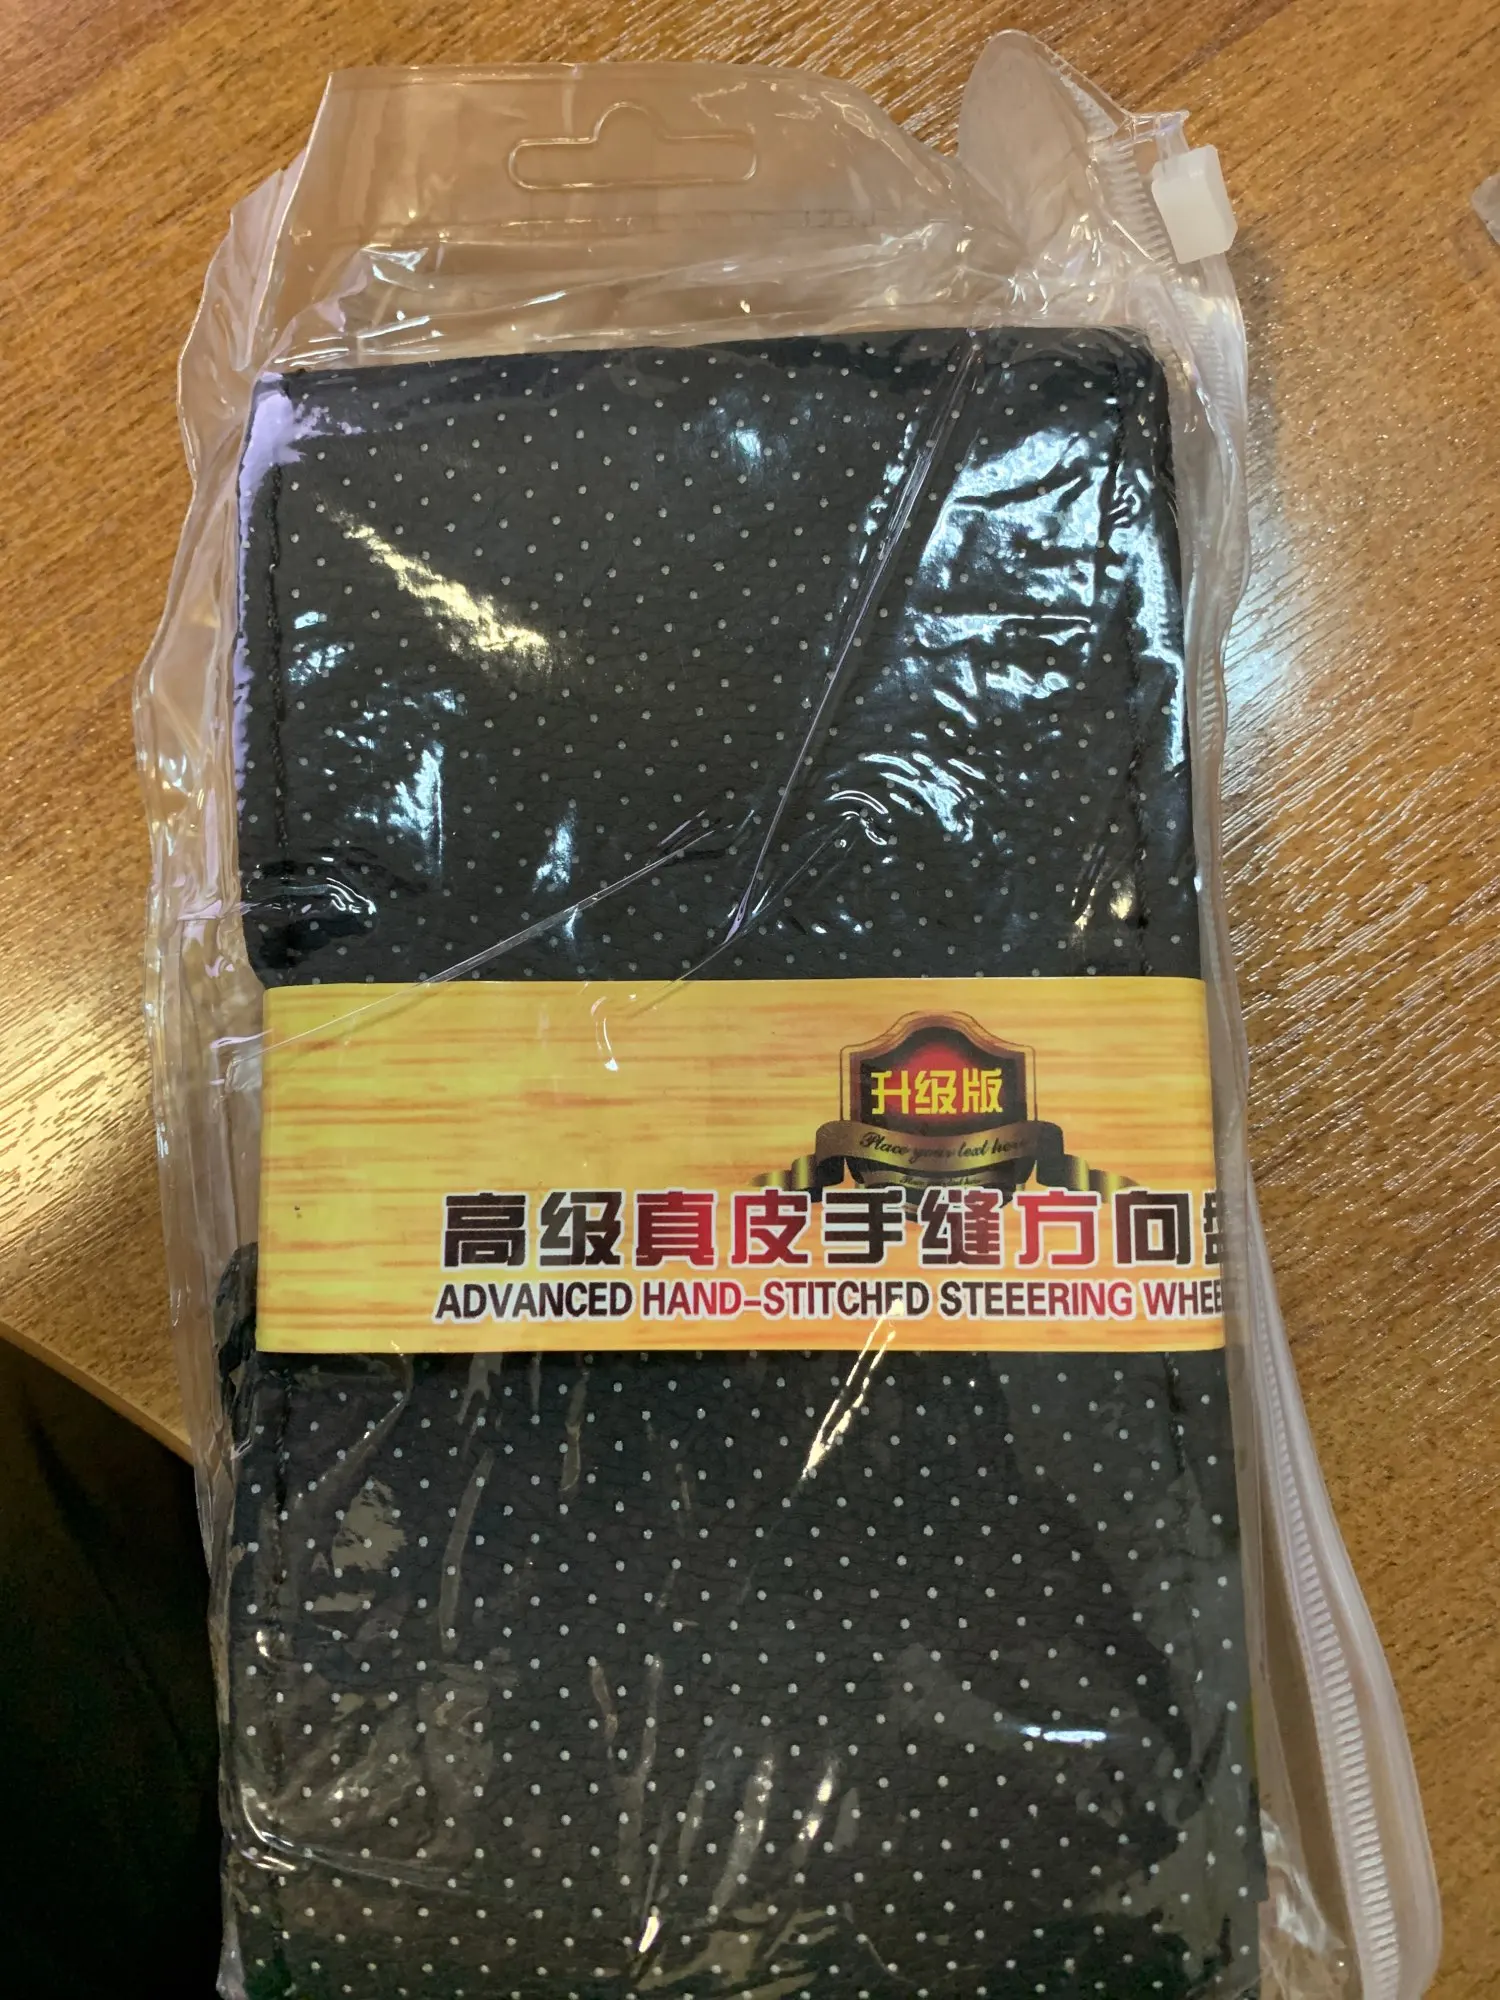 升级版
Place your text here
高级真皮手缝方向
ADVANCED HAND-STITCHED STEEERING WHEE